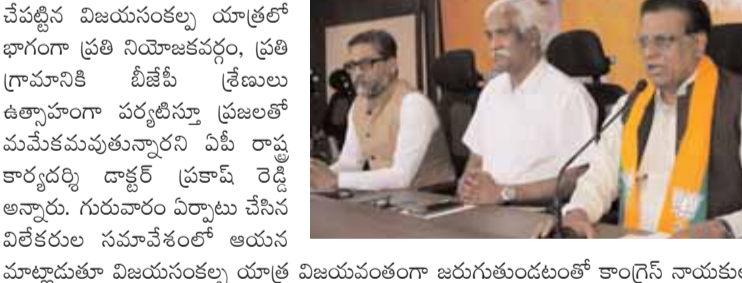 చేపట్టిన విజయసంకల్ప యాత్రలో
భాగంగా ప్రతి నియోజకవర్గం, ప్రతి
గ్రామానికి బీజేపీ శ్రేణులు
ఉత్సాహంగా పర్యటిస్తూ ప్రజలతో
మమేకమవుతున్నారని ఏపీ రాష్ట్ర
కార్యదర్శి డాక్టర్ ప్రకాష్ రెడ్డి
అన్నారు. గురువారం ఏర్పాటు చేసిన
విలేకరుల సమావేశంలో ఆయన
మాట్లాడుతూ విజయసంకల్ప యాత్ర విజయవంతంగా జరుగుతుండటంతో కాంగ్రెస్ నాయకుల